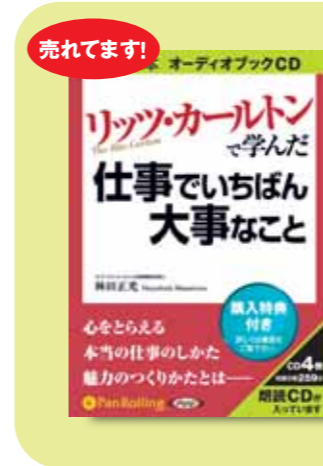 売れてます!
オーディオブックCD
リッツ・カールトン
The Ritz-Carlton
で学んだ
仕事でいちばん
大事なこと
林田正光
心をとらえる
本当の仕事のしかた
魅力のつくりかたとは——
購入特典
付き
CD4
朗読CDが
入っています
PanRolling